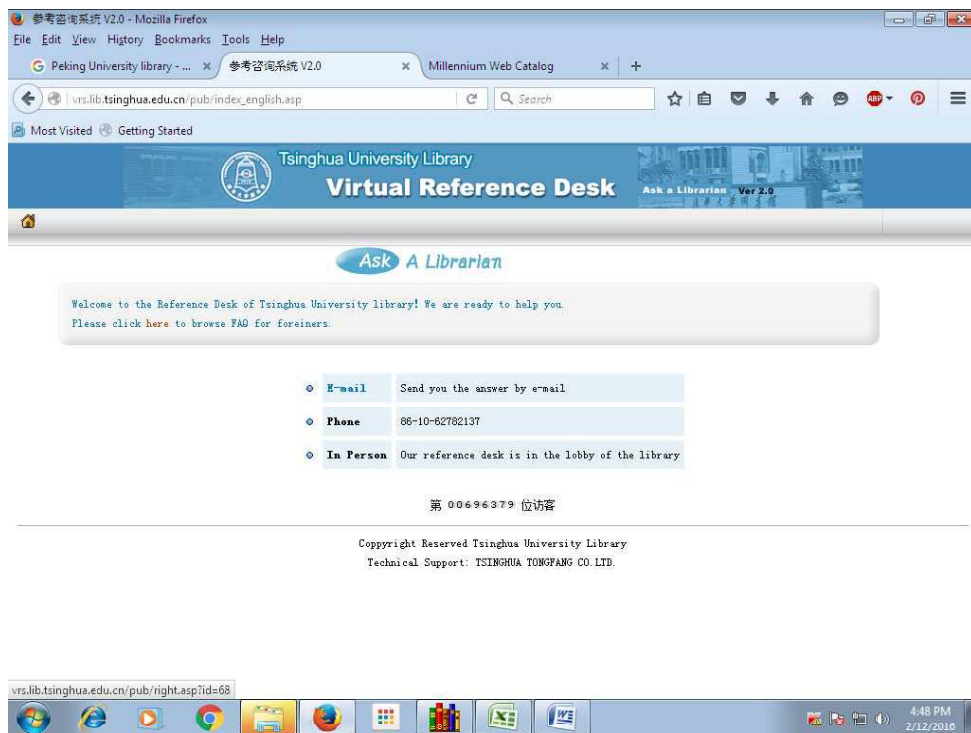 参考咨询系统 V2.0 - Mozilla Firefox
File Edit View History Bookmarks Tools Help
Peking University library - ... × 参考咨询系统 V2.0 × Millennium Web Catalog × +
vrs.lib.tsinghua.edu.cn/pub/index_english.asp Search ABP
Most Visited Getting Started
Tsinghua University Library
Virtual Reference Desk
Ask a Librarian Ver 2.0
Ask A Librarian
Welcome to the Reference Desk of Tsinghua University library! We are ready to help you.
Please click here to browse FAQ for foreiners.
E-mail Send you the answer by e-mail
Phone 86-10-62782137
In Person Our reference desk is in the lobby of the library
第 00696379 位访客
Coppyright Reserved Tsinghua University Library
Technical Support: TSINGHUA TONGFANG CO.LTD.
vrs.lib.tsinghua.edu.cn/pub/right.asp?id=68
4:48 PM
2/12/2016